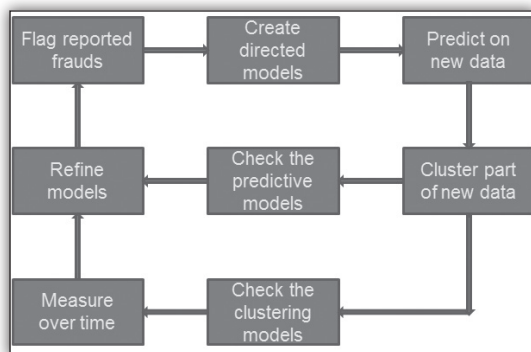 Flag reported
frauds
Create
directed
models
Predict on
new data
Refine
models
Check the
predictive
models
Cluster part
of new data
Measure
over time
Check the
clustering
models